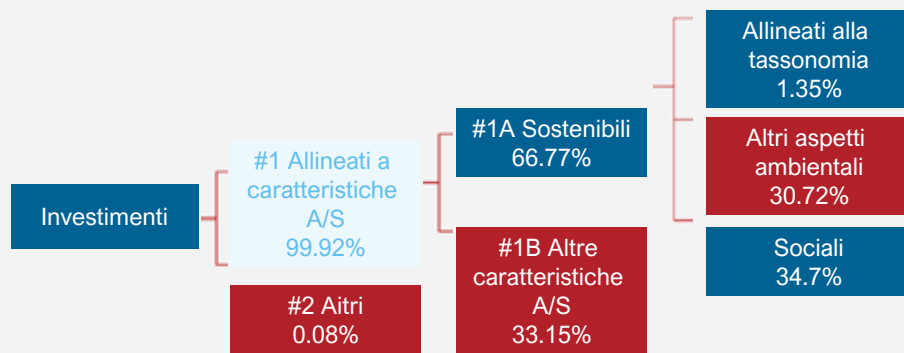 Investimenti
#1 Allineati a
caratteristiche
A/S
99.92%
#2 Aitri
0.08%
#1A Sostenibili
66.77%
#1B Altre
caratteristiche
A/S
33.15%
Allineati alla
tassonomia
1.35%
Altri aspetti
ambientali
30.72%
Sociali
34.7%